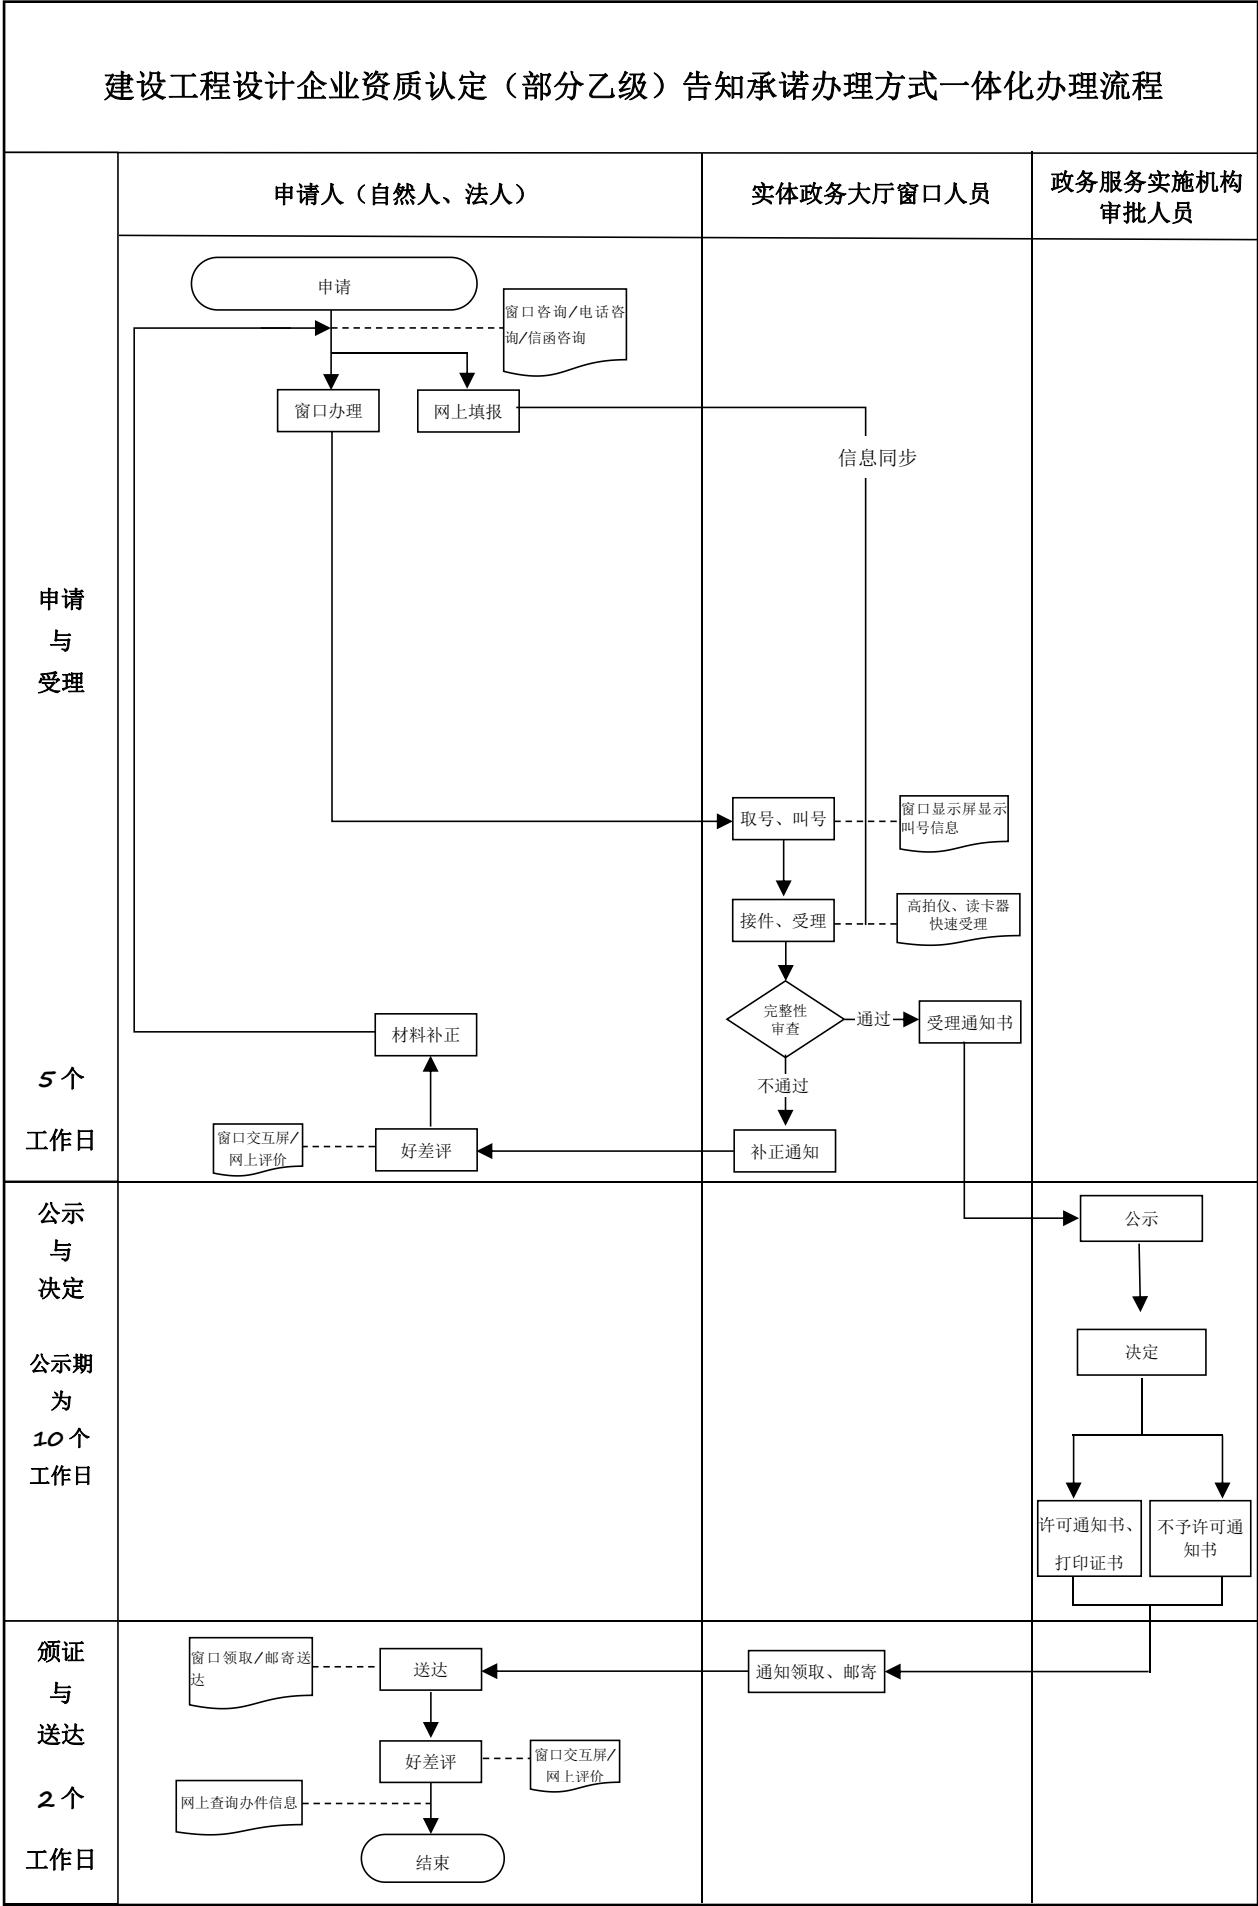 建设工程设计企业资质认定（部分乙级）告知承诺办理方式一体化办理流程
申请人（自然人、法人）
实体政务大厅窗口人员
政务服务实施机构
审批人员
申请
与
受理
5个
工作日
申请
窗口咨询/电话咨
询/信函咨询
窗口办理
网上填报
信息同步
取号、叫号
窗口显示屏显示
叫号信息
接件、受理
高拍仪、读卡器
快速受理
完整性
审查
通过
受理通知书
不通过
材料补正
补正通知
好差评
窗口交互屏/
网上评价
公示
与
决定
公示期
为
10个
工作日
公示
决定
许可通知书、
打印证书
不予许可通
知书
颁证
与
送达
2个
工作日
窗口领取/邮寄送
达
送达
通知领取、邮寄
好差评
窗口交互屏/
网上评价
网上查询办件信息
结束